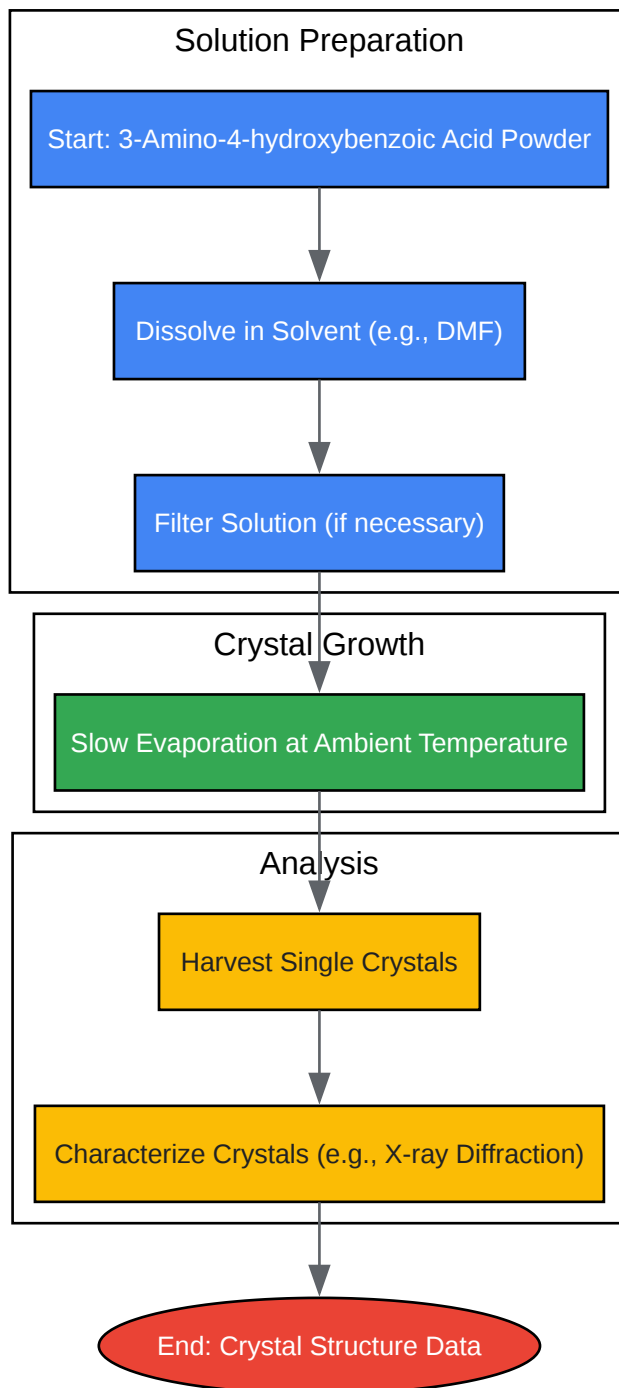 Solution Preparation
Start: 3-Amino-4-hydroxybenzoic Acid Powder
Dissolve in Solvent (e.g., DMF)
Filter Solution (if necessary)
Crystal Growth
Slow Evaporation at Ambient Temperature
Analysis
Harvest Single Crystals
Characterize Crystals (e.g., X-ray Diffraction)
End: Crystal Structure Data